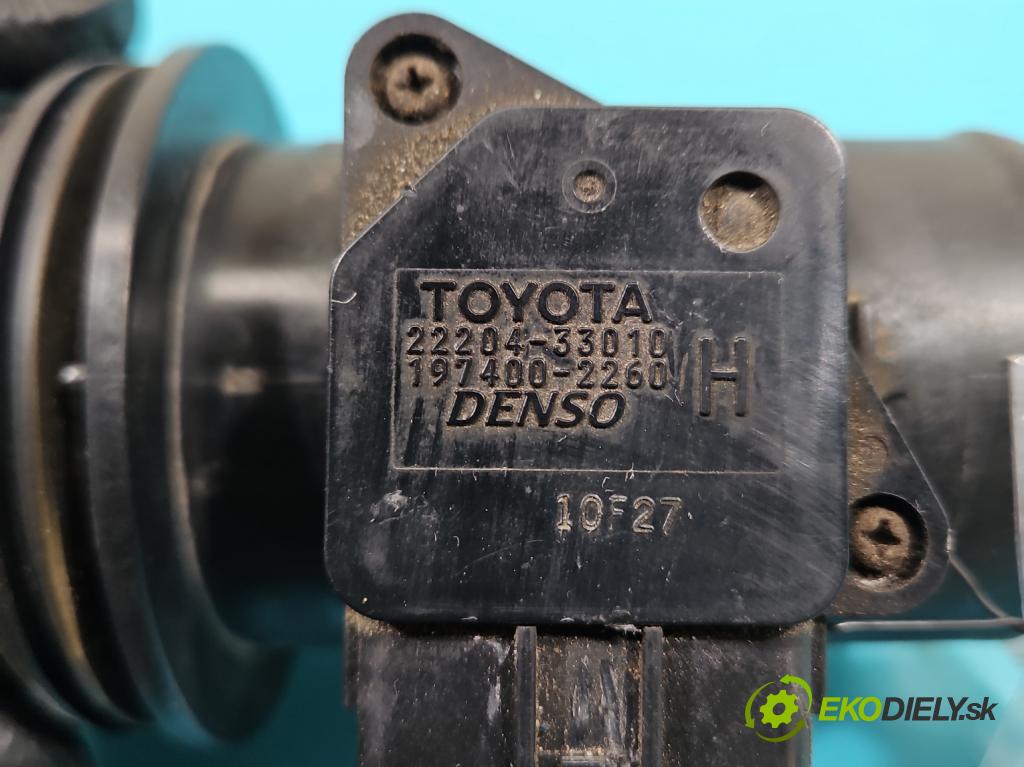 TOYOTA
22204-33010
197400-2260
H
DENSO
10F27
EKODIELY.sk